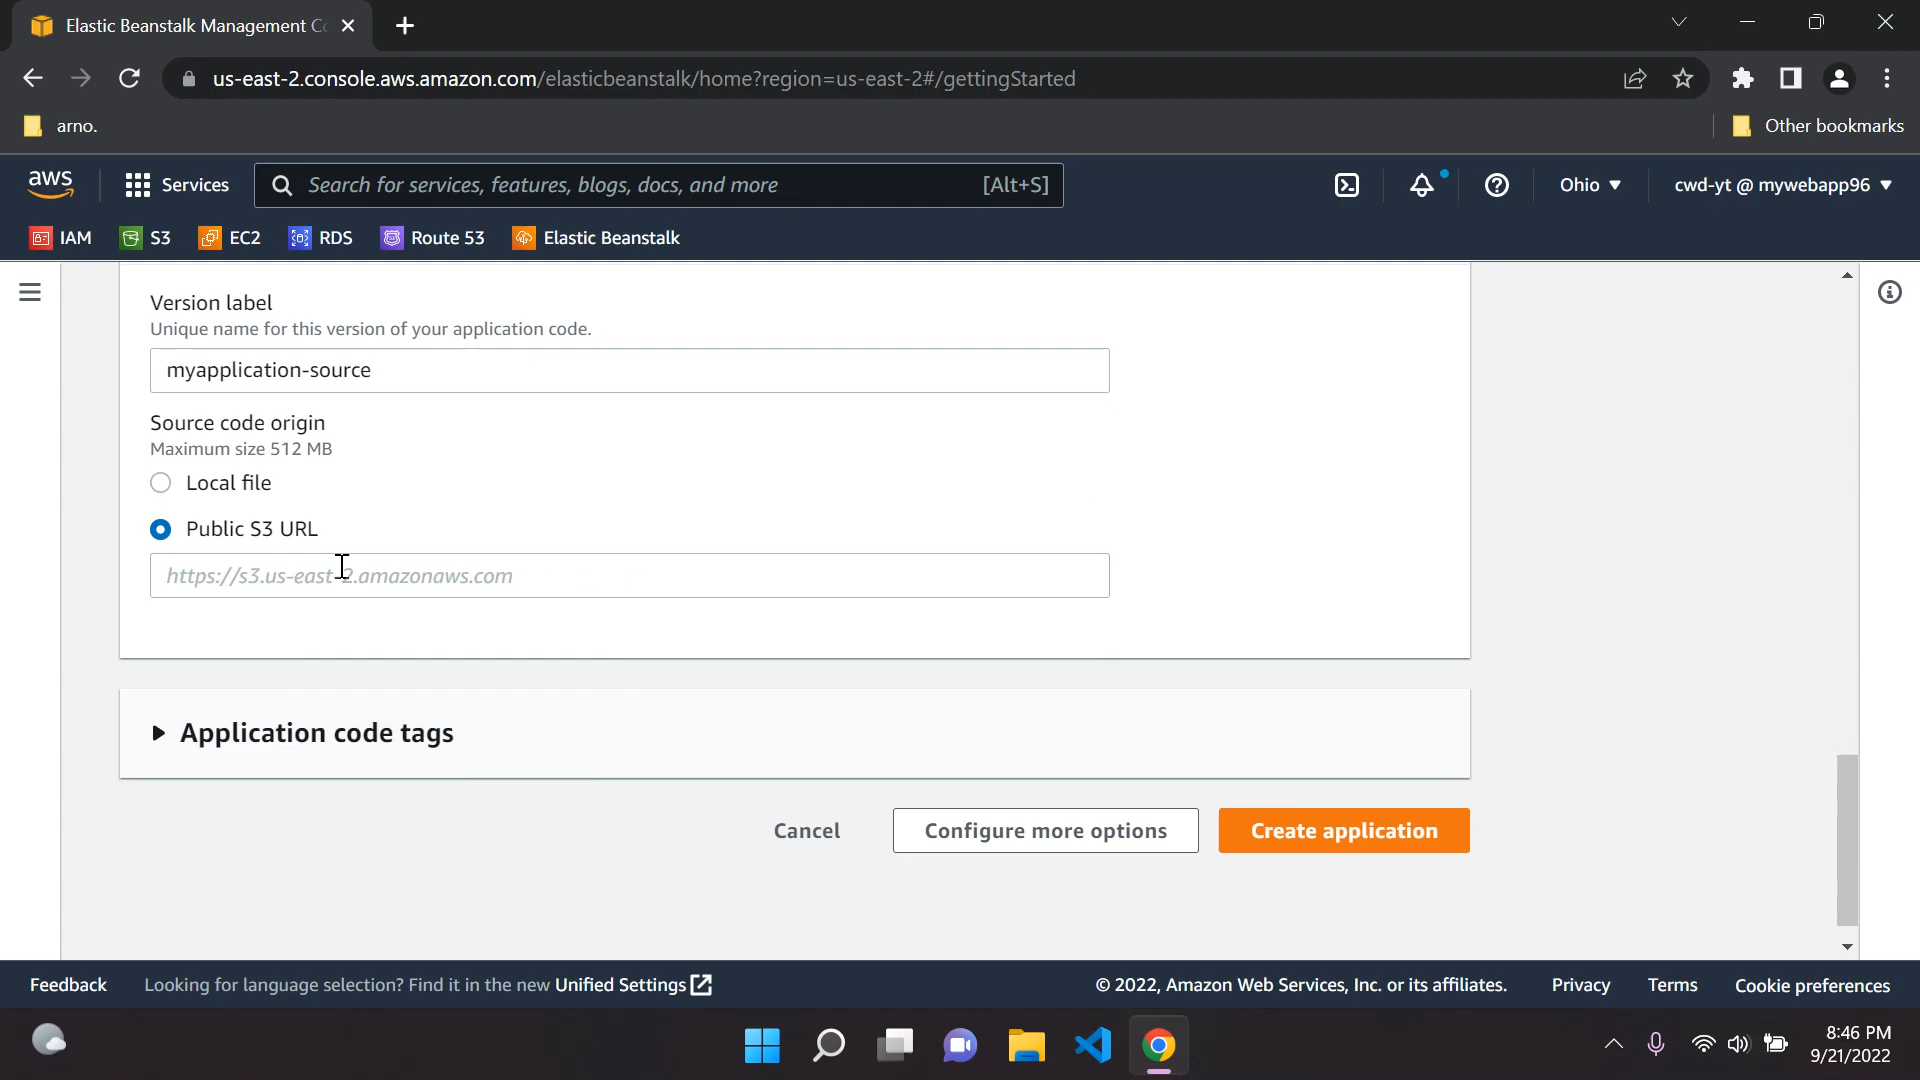 Elastic Beanstalk Management Co
us-east-2.console.aws.amazon.com/elasticbeanstalk/home?region=us-east-2#/gettingStarted
arno.
Other bookmarks
aws
Services
Search for services, features, blogs, docs, and more
[Alt+S]
Ohio
cwd-yt @ mywebapp96
IAM
S3
EC2
RDS
Route 53
Elastic Beanstalk
Version label
Unique name for this version of your application code.
myapplication-source
Source code origin
Maximum size 512 MB
Local file
Public S3 URL
https://s3.us-east-2.amazonaws.com
Application code tags
Cancel
Configure more options
Create application
Feedback
Looking for language selection? Find it in the new Unified Settings
© 2022, Amazon Web Services, Inc. or its affiliates.
Privacy
Terms
Cookie preferences
8:46 PM
9/21/2022